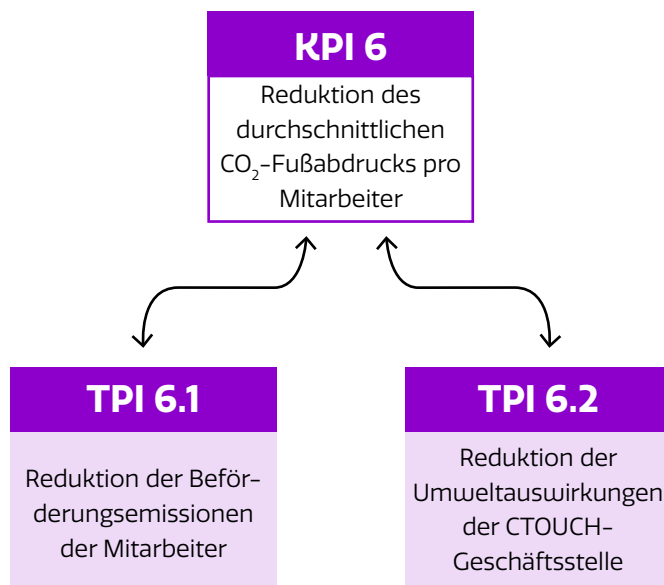 KPI 6
Reduktion des
durchschnittlichen
CO₂-Fußabdrucks pro
Mitarbeiter
TPI 6.1
Reduktion der Beför-
derungsemissionen
der Mitarbeiter
TPI 6.2
Reduktion der
Umweltauswirkungen
der CTOUCH-
Geschäftsstelle